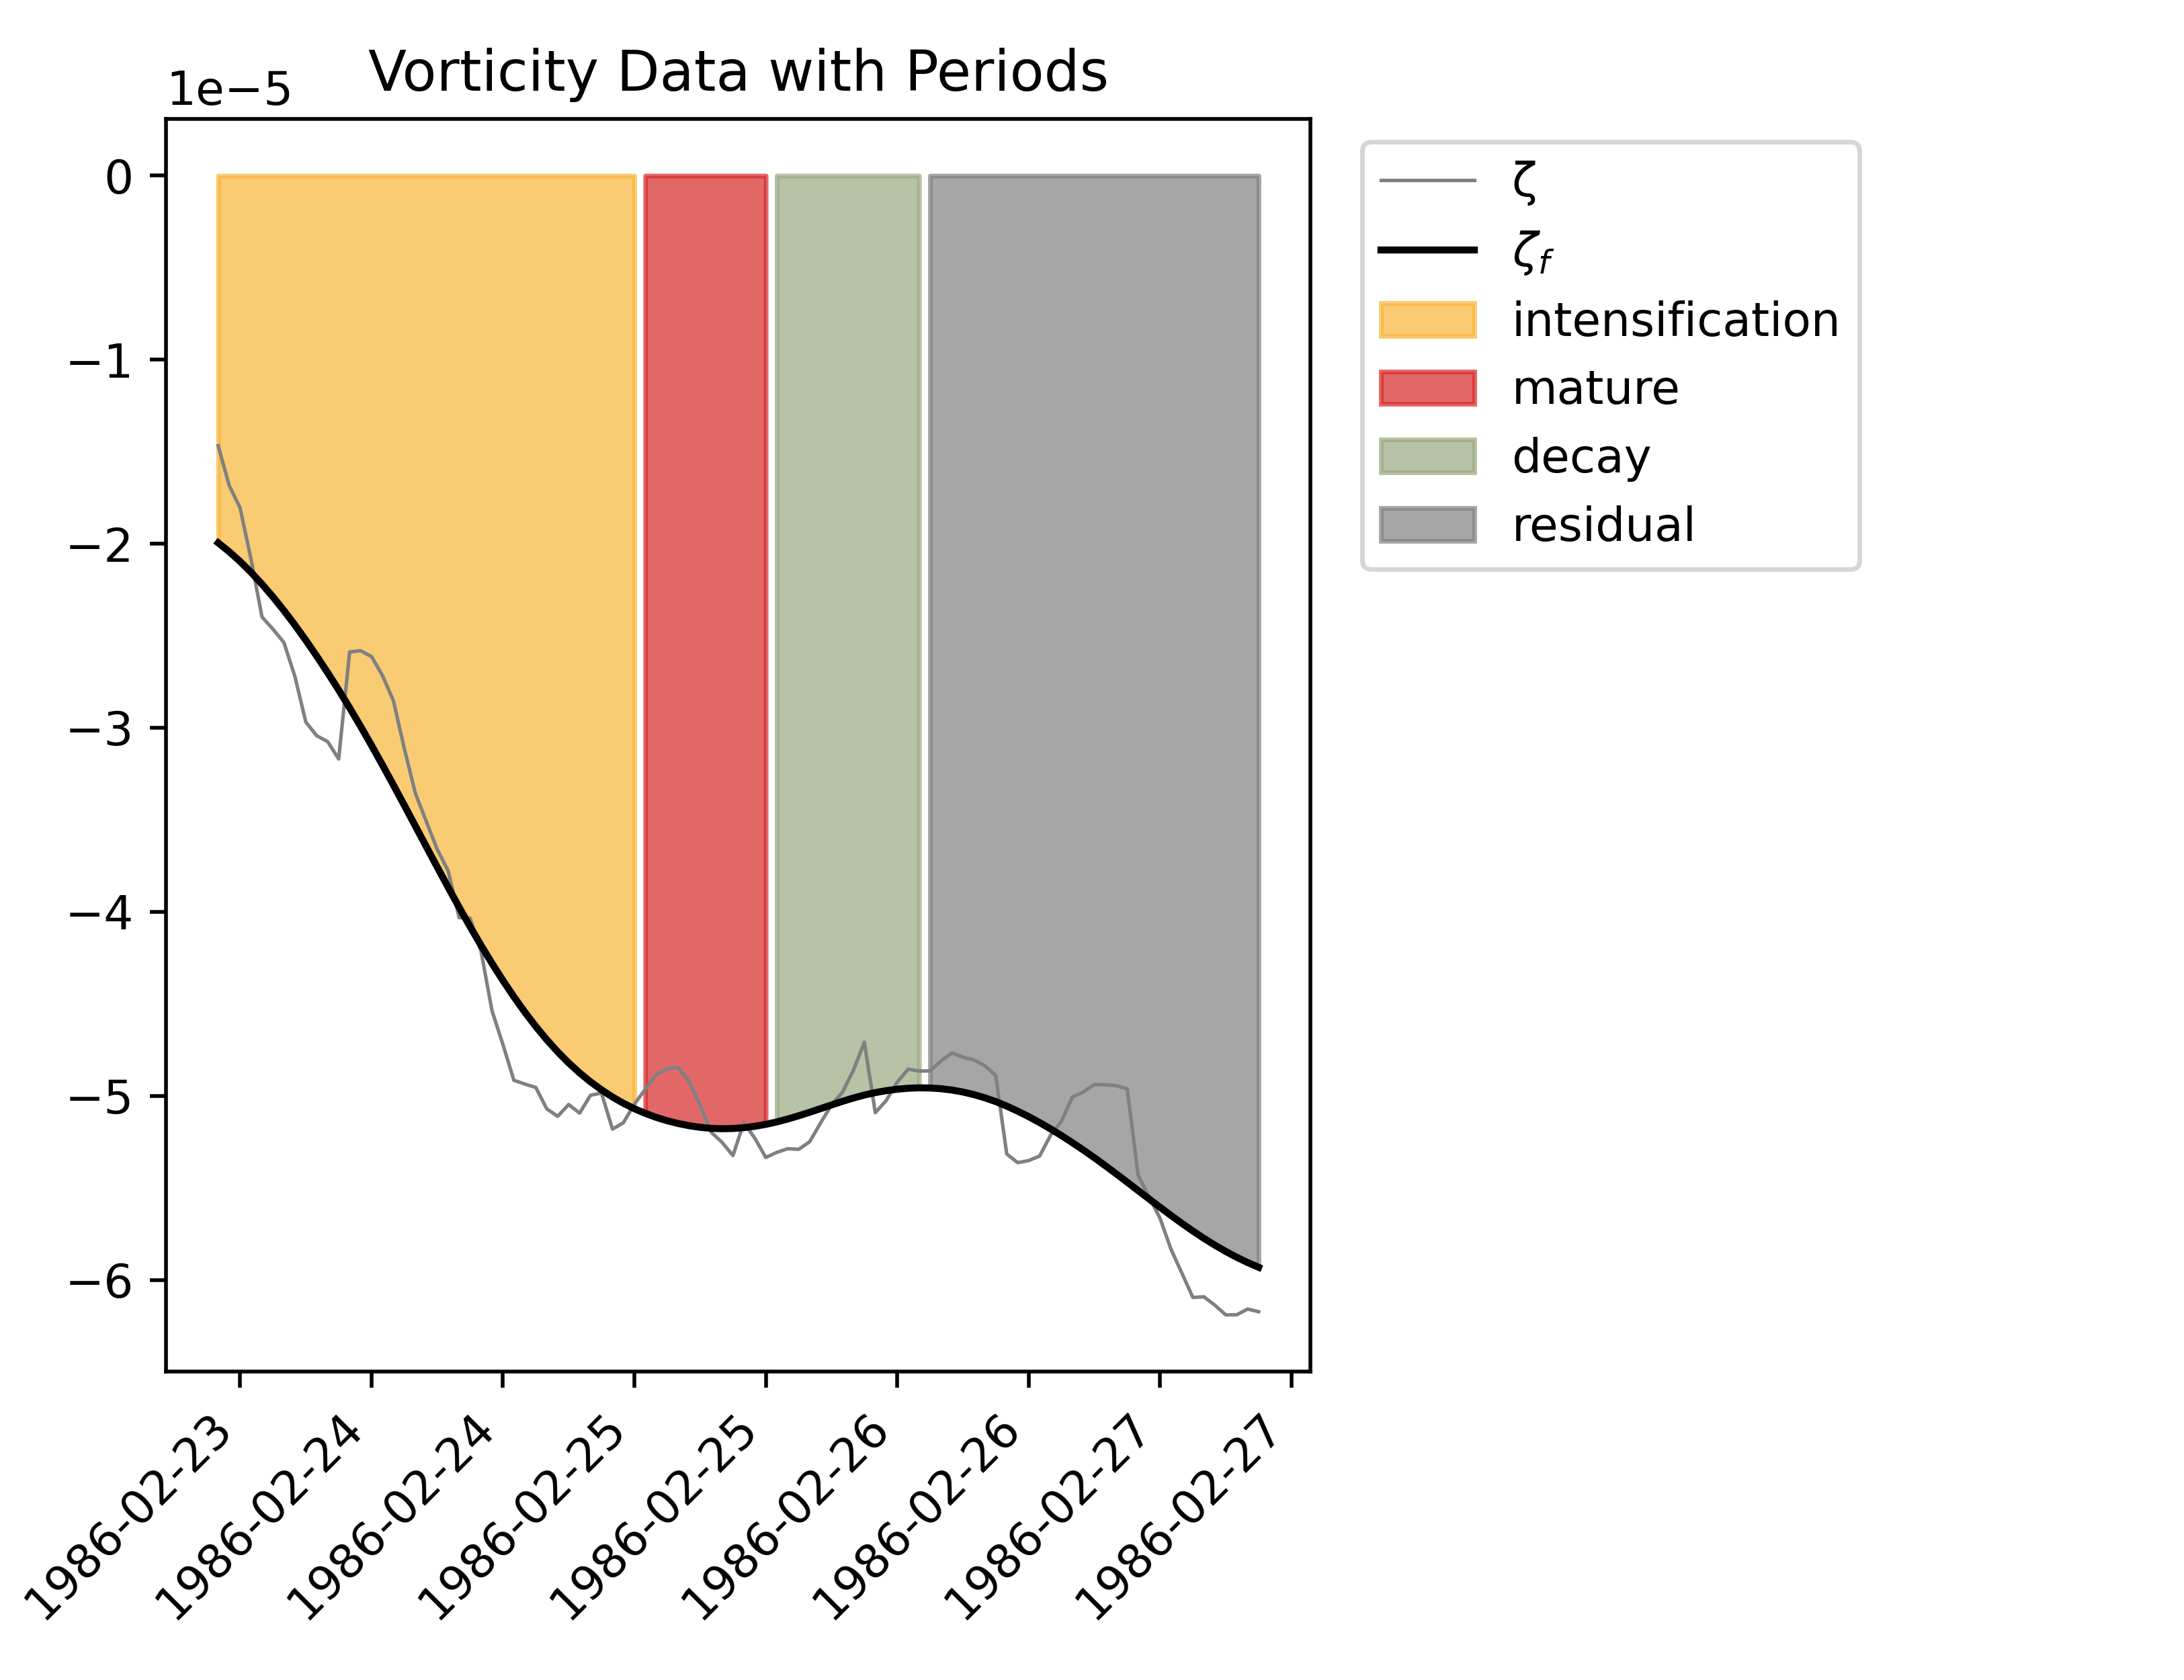 Vorticity Data with Periods
1e−5
0
−1
−2
−3
−4
−5
−6
1986-02-23
1986-02-24
1986-02-24
1986-02-25
1986-02-25
1986-02-26
1986-02-26
1986-02-27
1986-02-27
ζ
ζf
intensification
mature
decay
residual